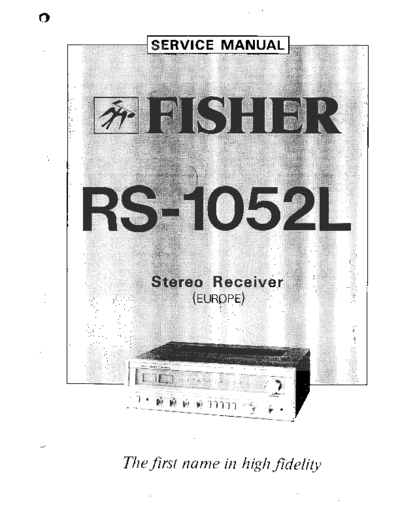 SERVICE MANUAL
FISHER
RS-1052L
Stereo Receiver
(EUROPE)
The first name in high fidelity